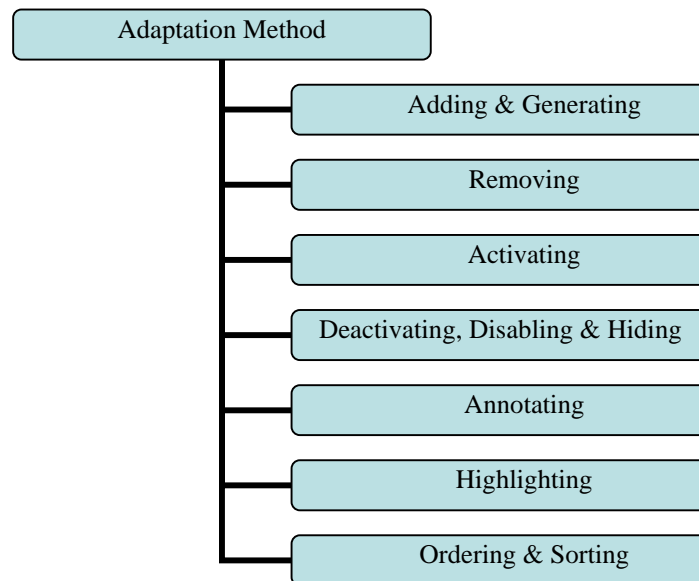 Adaptation Method
Adding & Generating
Removing
Activating
Deactivating, Disabling & Hiding
Annotating
Highlighting
Ordering & Sorting